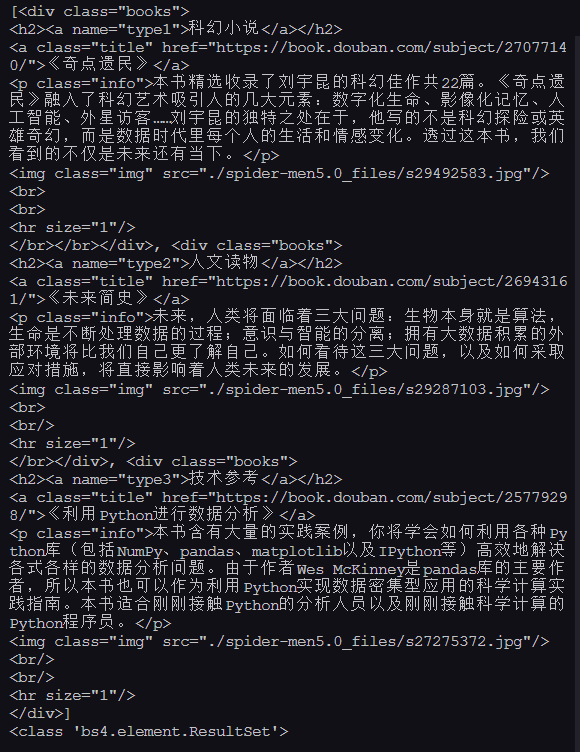 [<div class="books">
<h2><a name="type1">科幻小说</a></h2>
<a class="title" href="https://book.douban.com/subject/2707714
0/">《奇点遗民》</a>
<p class="info">本书精选收录了刘宇昆的科幻佳作共22篇。《奇点遗
民》融入了科幻艺术吸引人的几大元素：数字化生命、影像化记忆、人
工智能、外星访客……刘宇昆的独特之处在于，他写的不是科幻探险或英
雄奇幻，而是数据时代里每个人的生活和情感变化。透过这本书，我们
看到的不仅是未来还有当下。</p>
<img class="img" src="./spider-men5.0_files/s29492583.jpg"/>
<br>
<br>
<hr size="1"/>
</br></br></div>, <div class="books">
<h2><a name="type2">人文读物</a></h2>
<a class="title" href="https://book.douban.com/subject/2694316
1/">《未来简史》</a>
<p class="info">未来，人类将面临着三大问题：生物本身就是算法，
生命是不断处理数据的过程；意识与智能的分离；拥有大数据积累的外
部环境将比我们自己更了解自己。如何看待这三大问题，以及如何采取
应对措施，将直接影响着人类未来的发展。</p>
<img class="img" src="./spider-men5.0_files/s29287103.jpg"/>
<br>
<br/>
<hr size="1"/>
</br></div>, <div class="books">
<h2><a name="type3">技术参考</a></h2>
<a class="title" href="https://book.douban.com/subject/2577929
8/">《利用Python进行数据分析》</a>
<p class="info">本书含有大量的实践案例，你将学会如何利用各种Py
thon库（包括NumPy、pandas、matplotlib以及IPython等）高效地解决
各式各样的数据分析问题。由于作者Wes McKinney是pandas库的主要作
者，所以本书也可以作为利用Python实现数据密集型应用的科学计算实
践指南。本书适合刚刚接触Python的分析人员以及刚刚接触科学计算的
Python程序员。</p>
<img class="img" src="./spider-men5.0_files/s27275372.jpg"/>
<br/>
<br/>
<hr size="1"/>
</div>]
<class 'bs4.element.ResultSet'>